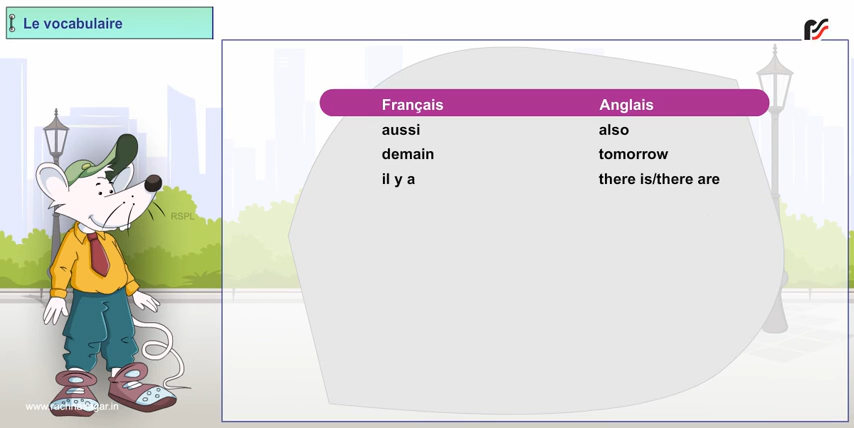 Le vocabulaire
Français Anglais
aussi also
demain tomorrow
il y a there is/there are
RSPL